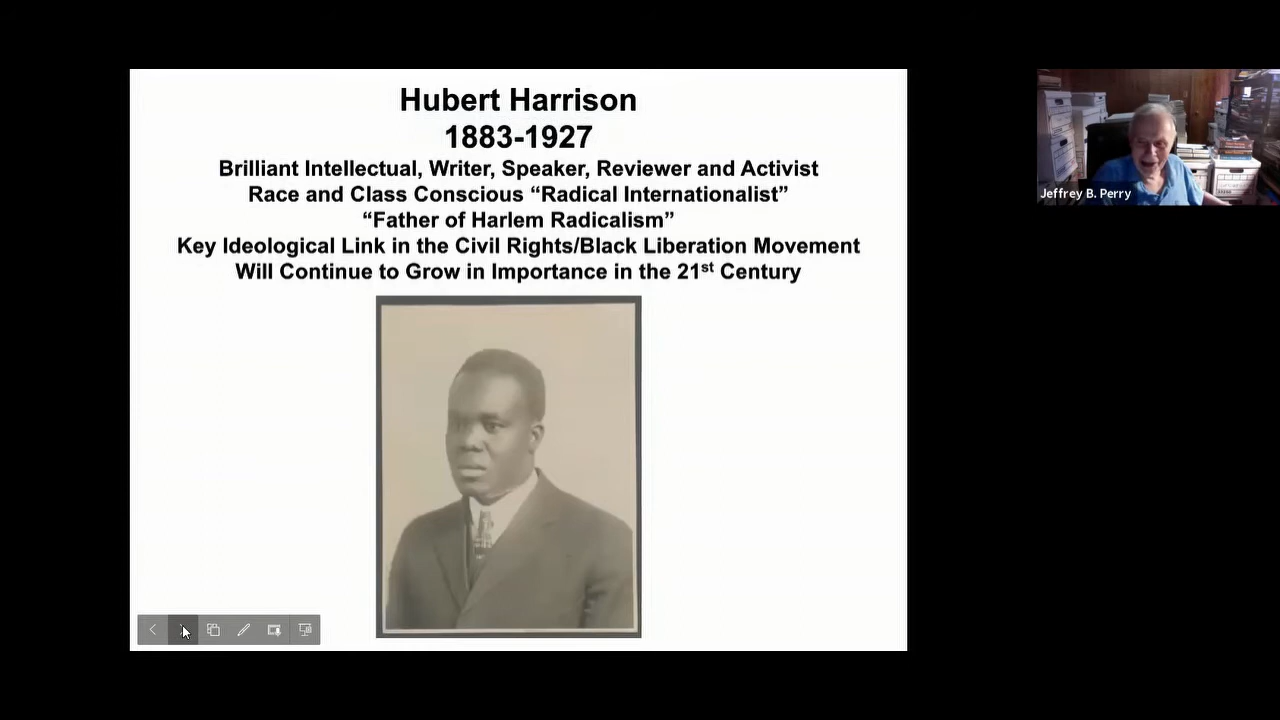 Hubert Harrison
1883-1927
Brilliant Intellectual, Writer, Speaker, Reviewer and Activist
Race and Class Conscious “Radical Internationalist”
“Father of Harlem Radicalism”
Key Ideological Link in the Civil Rights/Black Liberation Movement
Will Continue to Grow in Importance in the 21st Century
Jeffrey B. Perry